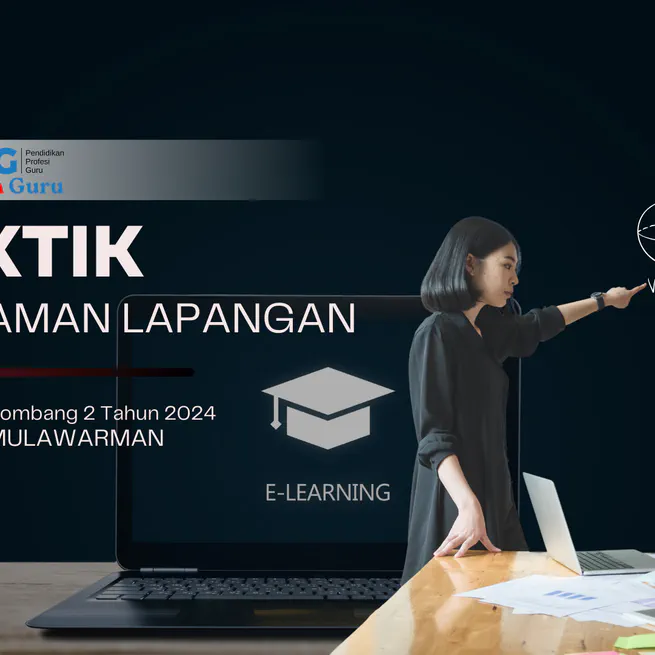 G
Pendidikan
Profesi
Guru
Guru
KTIK
AMAN LAPANGAN
ombang 2 Tahun 2024
MULAWARMAN
E-LEARNING